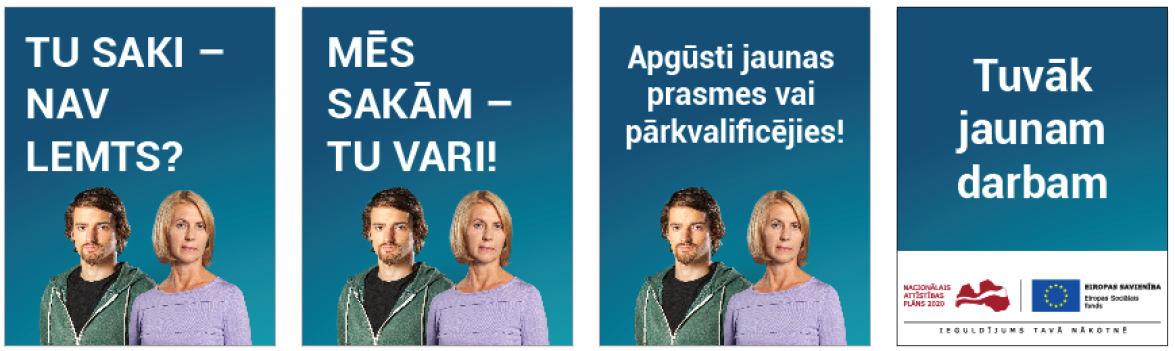 TU SAKI –
NAV
LEMTS?
MĒS
SAKĀM –
TU VARI!
Apgūsti jaunas
prasmes vai
pārkvalificējies!
Tuvāk
jaunam
darbam
NACIONĀLAIS
ATTĪSTĪBAS
PLĀNS 2020
EIROPAS SAVIENĪBA
Eiropas Sociālais
fonds
IEGULDĪJUMS TAVĀ NĀKOTNĒ